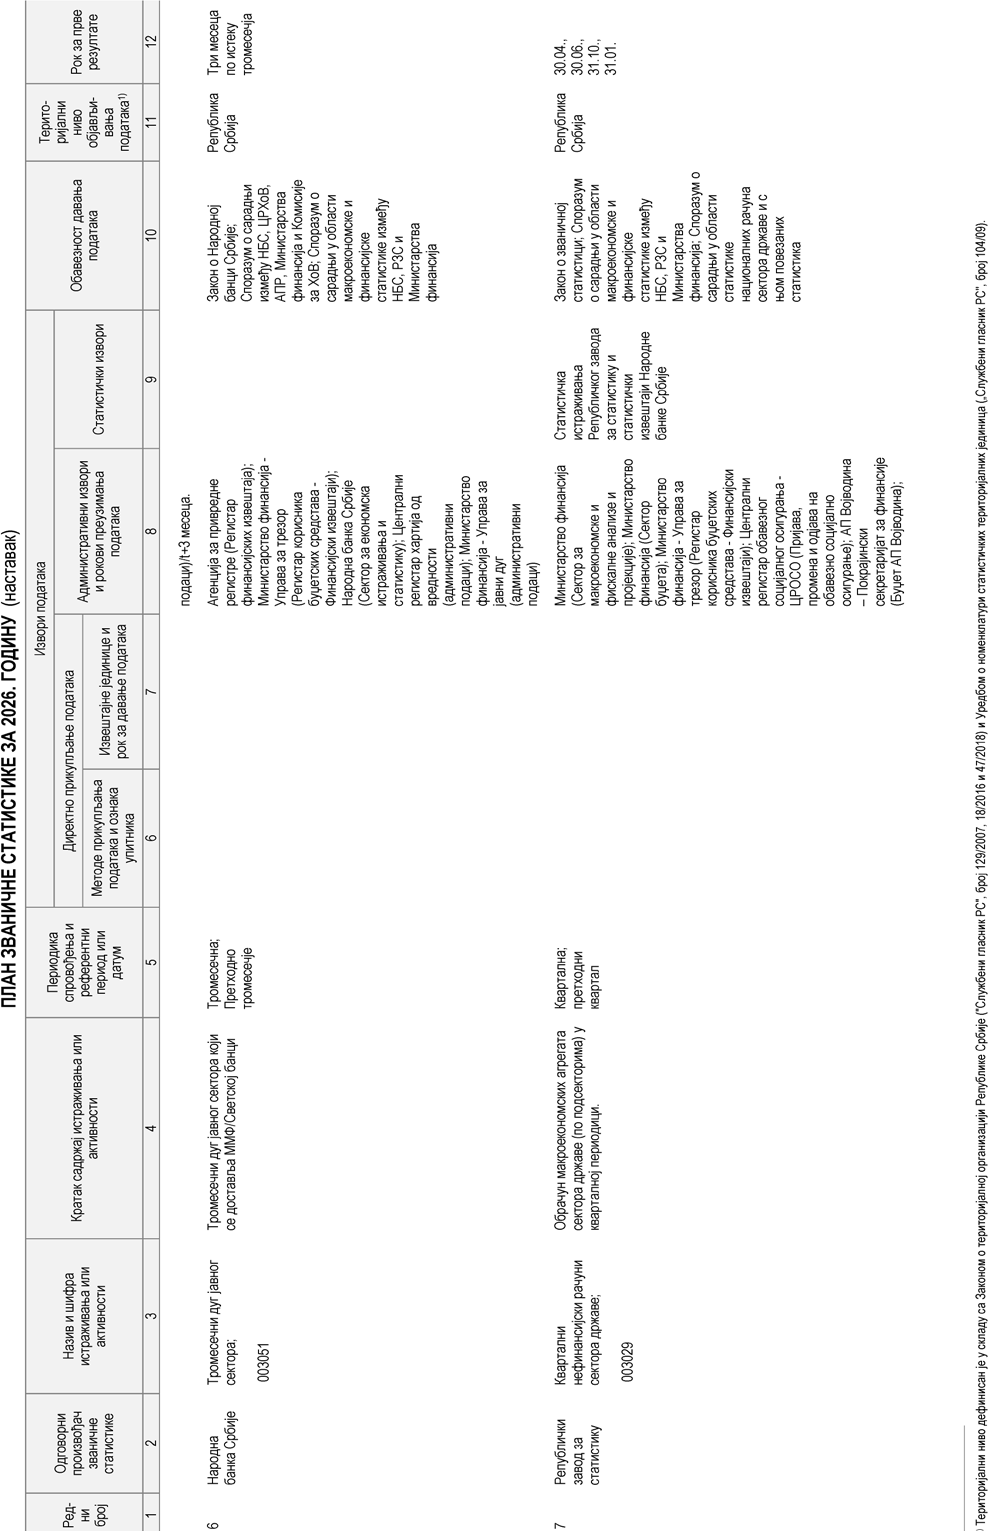 ПЛАН ЗВАНИЧНЕ СТАТИСТИКЕ ЗА 2026. ГОДИНУ (наставак)
Ред-
ни
број
Одговорни
произвођач
званичне
статистике
Назив и шифра
истраживања или
активности
Кратак садржај истраживања или
активности
Периодика
спровођења и
референтни
период или
датум
Извори података
Директно прикупљање података
Методе прикупљања
података и ознака
упитника
Извештајне јединице и
рок за давање података
Административни извори
и рокови преузимања
података
Статистички извори
Обавезност давања
података
Терито-
ријални
ниво
објављи-
вања
података1)
Рок за прве
резултате
1 2 3 4 5 6 7 8 9 10 11 12
подаци)/t+3 месеца.
6
Народна
банка Србије
Тромесечни дуг јавног
сектора;
003051
Тромесечни дуг јавног сектора који
се доставља ММФ/Светској банци
Тромесечна;
Претходно
тромесечје
Агенција за привредне
регистре (Регистар
финансијских извештаја);
Министарство финансија -
Управа за трезор
(Регистар корисника
буџетских средстава -
Финансијски извештаји);
Народна банка Србије
(Сектор за економска
истраживања и
статистику); Централни
регистар хартија од
вредности
(административни
подаци); Министарство
финансија - Управа за
јавни дуг
(административни
подаци)
Закон о Народној
банци Србије;
Споразум о сарадњи
између НБС, ЦРХоВ,
АПР, Министарства
финансија и Комисије
за ХоВ; Споразум о
сарадњи у области
макроекономске и
финансијске
статистике између
НБС, РЗС и
Министарства
финансија
Република
Србија
Три месеца
по истеку
тромесечја
7
Републички
завод за
статистику
Квартални
нефинансијски рачуни
сектора државе;
003029
Обрачун макроекономских агрегата
сектора државе (по подсекторима) у
кварталној периодици.
Квартална;
претходни
квартал
Министарство финансија
(Сектор за
макроекономске и
фискалне анализе и
пројекције); Министарство
финансија (Сектор
буџета); Министарство
финансија - Управа за
трезор (Регистар
корисника буџетских
средстава - Финансијски
извештаји); Централни
регистар обавезног
социјалног осигурања -
ЦРОСО (Пријава,
промена и одјава на
обавезно социјално
осигурање); АП Војводина
– Покрајински
секретаријат за финансије
(Буџет АП Војводина);
Статистичка
истраживања
Републичког завода
за статистику и
статистички
извештаји Народне
банке Србије
Закон о званичној
статистици; Споразум
о сарадњи у области
макроекономске и
финансијске
статистике између
НБС, РЗС и
Министарства
финансија; Споразум о
сарадњи у области
статистике
националних рачуна
сектора државе и с
њом повезаних
статистика
Република
Србија
30.04.,
30.06.,
31.10.,
31.01.
) Територијални ниво дефинисан је у складу са Законом о територијалној организацији Републике Србије ("Службени гласник РС", број 129/2007, 18/2016 и 47/2018) и Уредбом о номенклатури статистичких територијалних јединица („Службени гласник РС", број 104/09).